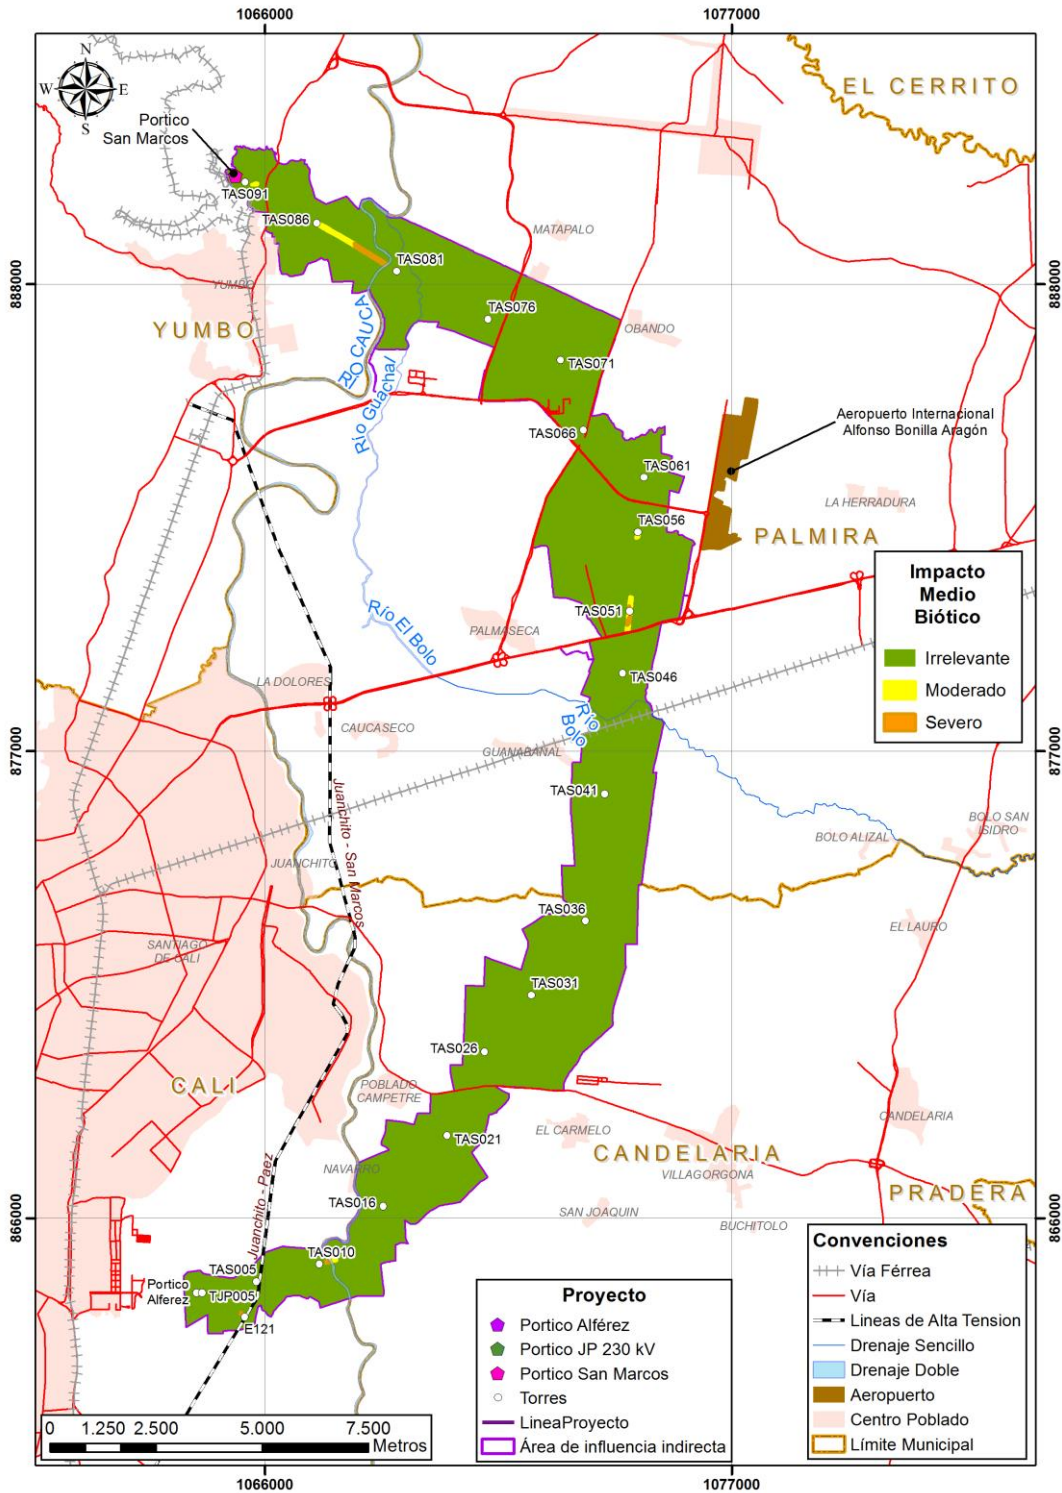 1066000
1077000
N
W E
S
EL CERRITO
Portico
San Marcos
TAS091
TAS086
MATAPALO
TAS081
888000
888000
YUMBO
TAS076
YUMBO
RÍO CAUCA
OBANDO
TAS071
Río Guachal
Aeropuerto Internacional
Alfonso Bonilla Aragón
TAS066
TAS061
LA HERRADURA
TAS056
PALMIRA
Impacto
Medio
Biótico
Irrelevante
Moderado
Severo
TAS051
Río El Bolo
PALMASECA
TAS046
LA DOLORES
CAUCASECO
Río
Bolo
GUANABANAL
877000
877000
Juanchito - San Marcos
TAS041
BOLO ALIZAL
BOLO SAN
ISIDRO
JUANCHITO
TAS036
EL LAURO
SANTIAGO
DE CALI
TAS031
TAS026
CALI
POBLADO
CAMPETRE
CANDELARIA
TAS021
EL CARMELO
CANDELARIA
VILLAGORGONA
NAVARRO
PRADERA
TAS016
SAN JOAQUIN
BUCHITOLO
866000
866000
Juanchito - Paez
TAS010
TAS005
Portico
Alferez
TJP005
E121
Proyecto
Portico Alférez
Portico JP 230 kV
Portico San Marcos
Torres
LineaProyecto
Área de influencia indirecta
Convenciones
Vía Férrea
Vía
Lineas de Alta Tension
Drenaje Sencillo
Drenaje Doble
Aeropuerto
Centro Poblado
Límite Municipal
0 1.250 2.500 5.000 7.500
Metros
1066000
1077000